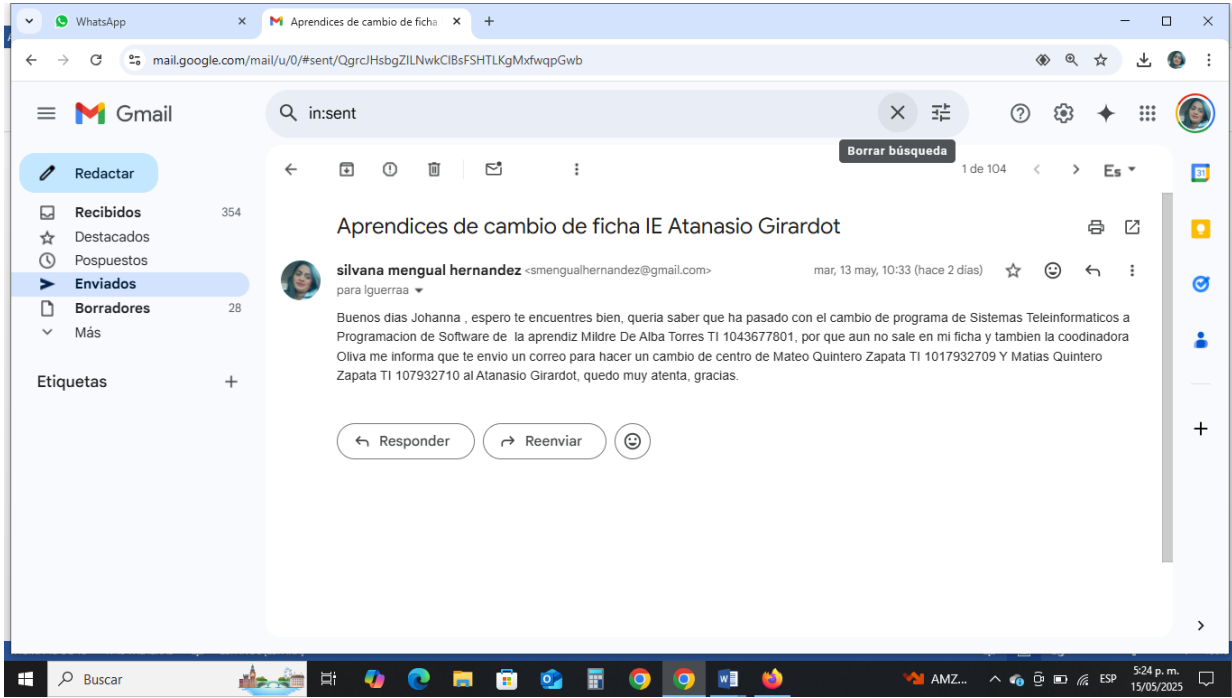 WhatsApp
Aprendices de cambio de ficha
mail.google.com/mail/u/0/#sent/QgrcJHsbgZlLNwkClBsFSHTLKgMxfwqpGwb
Gmail
in:sent
Borrar búsqueda
Redactar
1 de 104
Es
31
Recibidos 354
Destacados
Pospuestos
Enviados
Borradores 28
Más
Etiquetas
Aprendices de cambio de ficha IE Atanasio Girardot
silvana mengual hernandez <smengualhernandez@gmail.com> mar, 13 may, 10:33 (hace 2 días)
para lguerraa
Buenos dias Johanna , espero te encuentres bien, queria saber que ha pasado con el cambio de programa de Sistemas Teleinformaticos a
Programacion de Software de la aprendiz Mildre De Alba Torres TI 1043677801, por que aun no sale en mi ficha y tambien la coodinadora
Oliva me informa que te envio un correo para hacer un cambio de centro de Mateo Quintero Zapata TI 1017932709 Y Matias Quintero
Zapata TI 107932710 al Atanasio Girardot, quedo muy atenta, gracias.
Responder
Reenviar
Buscar
AMZ...
ESP
5:24 p. m.
15/05/2025